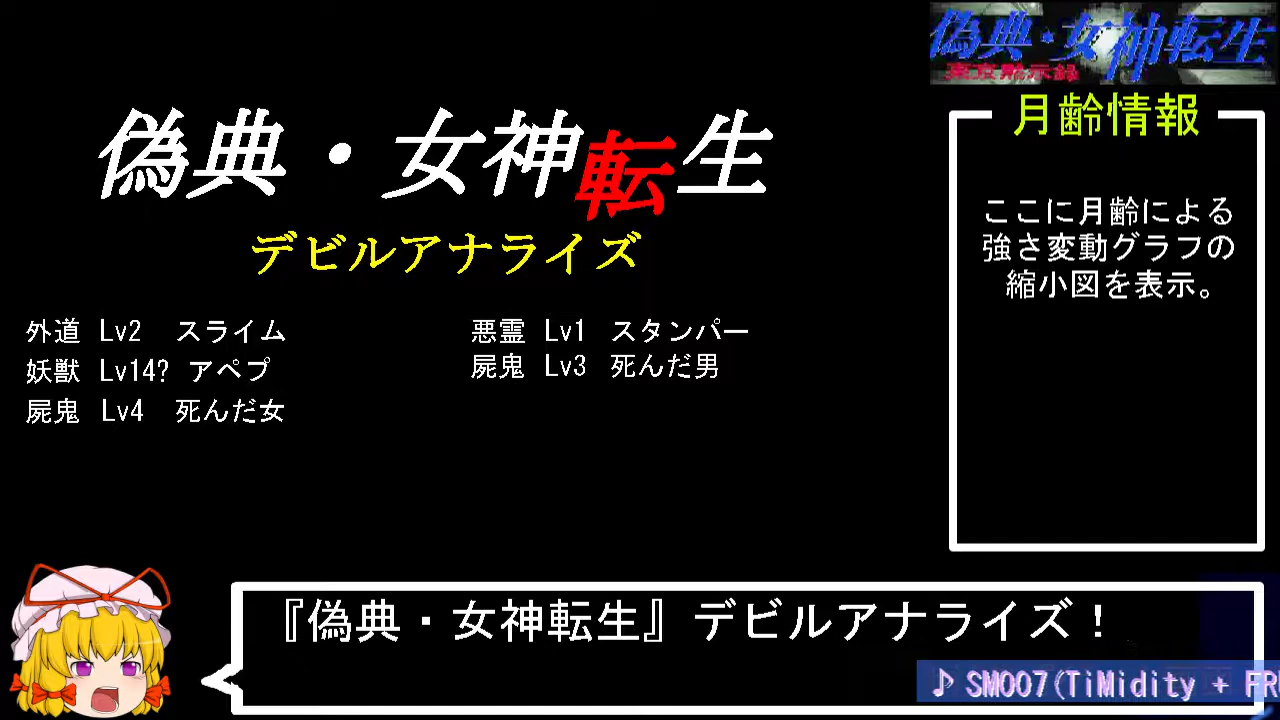 偽典・女神転生
東京黙示録
偽典・女神転生
デビルアナライズ
外道 Lv2 スライム
妖獣 Lv14? アペプ
屍鬼 Lv4 死んだ女
悪霊 Lv1 スタンパー
屍鬼 Lv3 死んだ男
月齢情報
ここに月齢による
強さ変動グラフの
縮小図を表示。
『偽典・女神転生』デビルアナライズ！
♪ SM007(TiMidity + FR